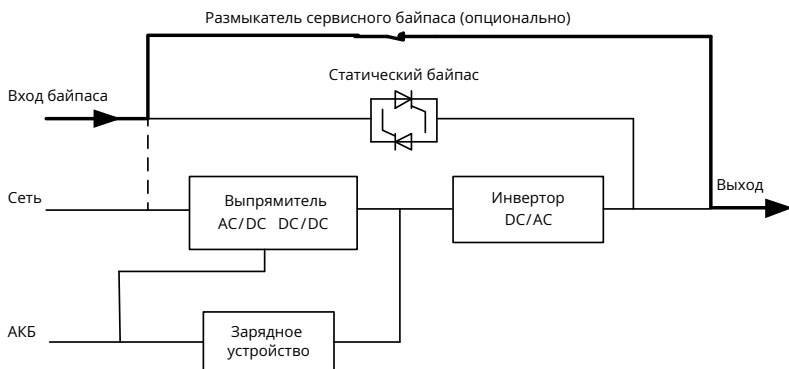 Размыкатель сервисного байпаса (опционально)
Статический байпас
Вход байпаса
Сеть
Выпрямитель
AC/DC DC/DC
Инвертор
DC/AC
Выход
АКБ
Зарядное
устройство